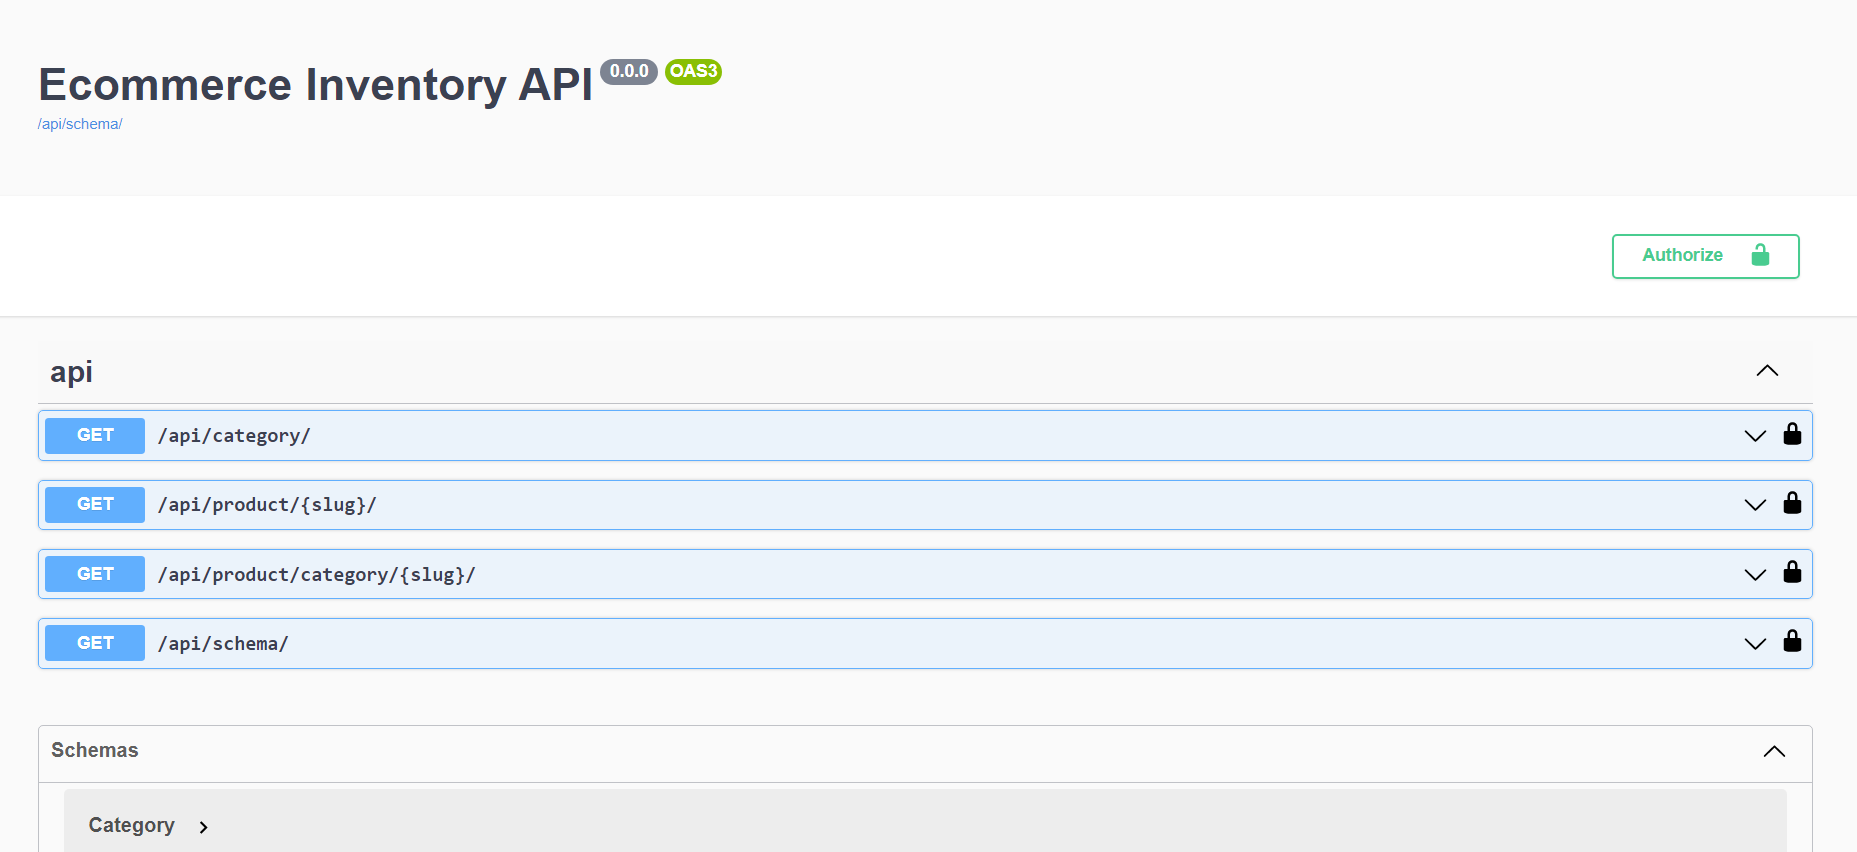 Ecommerce Inventory API 0.0.0 OAS3
/api/schema/
Authorize
api
GET /api/category/
GET /api/product/{slug}/
GET /api/product/category/{slug}/
GET /api/schema/
Schemas
Category